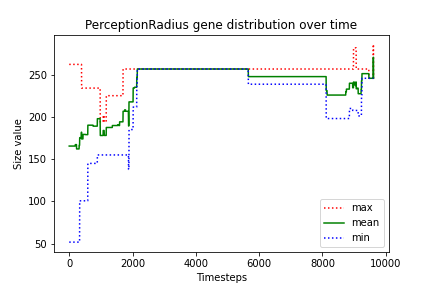 PerceptionRadius gene distribution over time
Size value
250
200
150
100
50
0
2000
4000
6000
8000
10000
Timesteps
max
mean
min